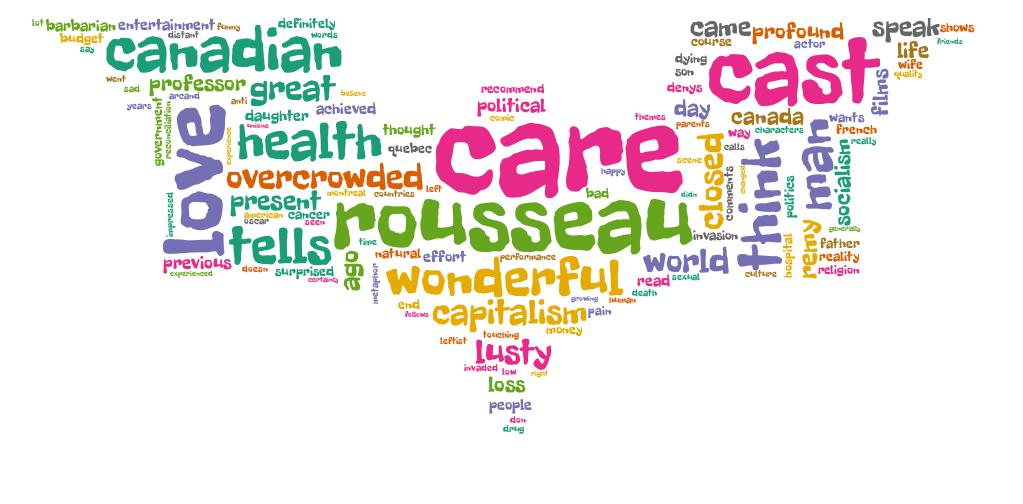 lot
barbarian
entertainment
funny
definitely
words
budget
distant
say
canadian
came
profound
speak
shows
course
actor
friends
life
wife
quality
dying
son
cast
went
sad
professor
great
believe
denys
films
years
arcand
anti
achieved
recommend
political
comic
day
parents
themes
canada
characters
wants
french
really
government
reconciliation
love
daughter
unions
experience
health
thought
quebec
care
way
calls
scene
closed
comments
changed
think
politics
man
socialism
generally
happy
overcrowded
left
montreal
countries
bad
didn
present
american
cancer
oscar
seen
impressed
rousseau
invasion
tells
time
performance
world
culture
hospital
remy
father
reality
religion
previous
experienced
doesn
surprised
certainly
ago
metaphor
natural
effort
wonderful
read
sexual
death
growing
human
end
follows
capitalism
pain
money
leftist
touching
lusty
invaded
low
right
loss
people
don
drug